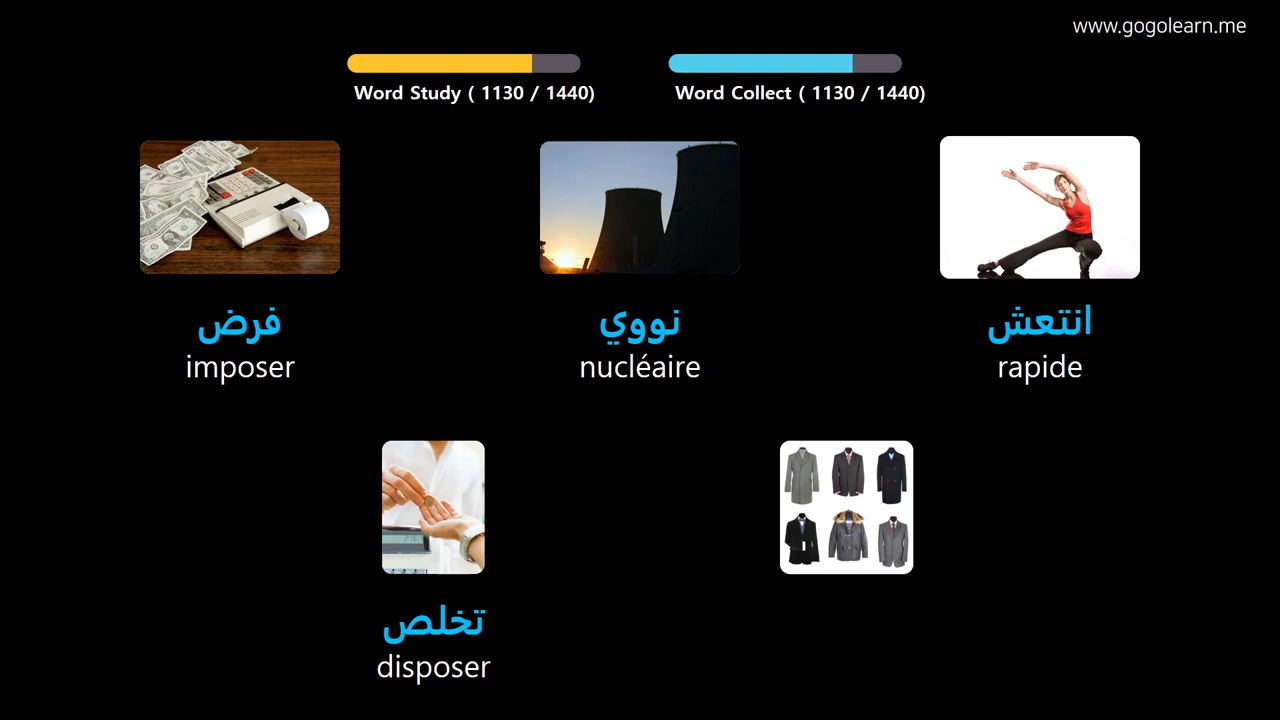 www.gogolearn.me
Word Study ( 1130 / 1440)
Word Collect ( 1130 / 1440)
فرض
imposer
نووي
nucléaire
انتعش
rapide
تخلص
disposer